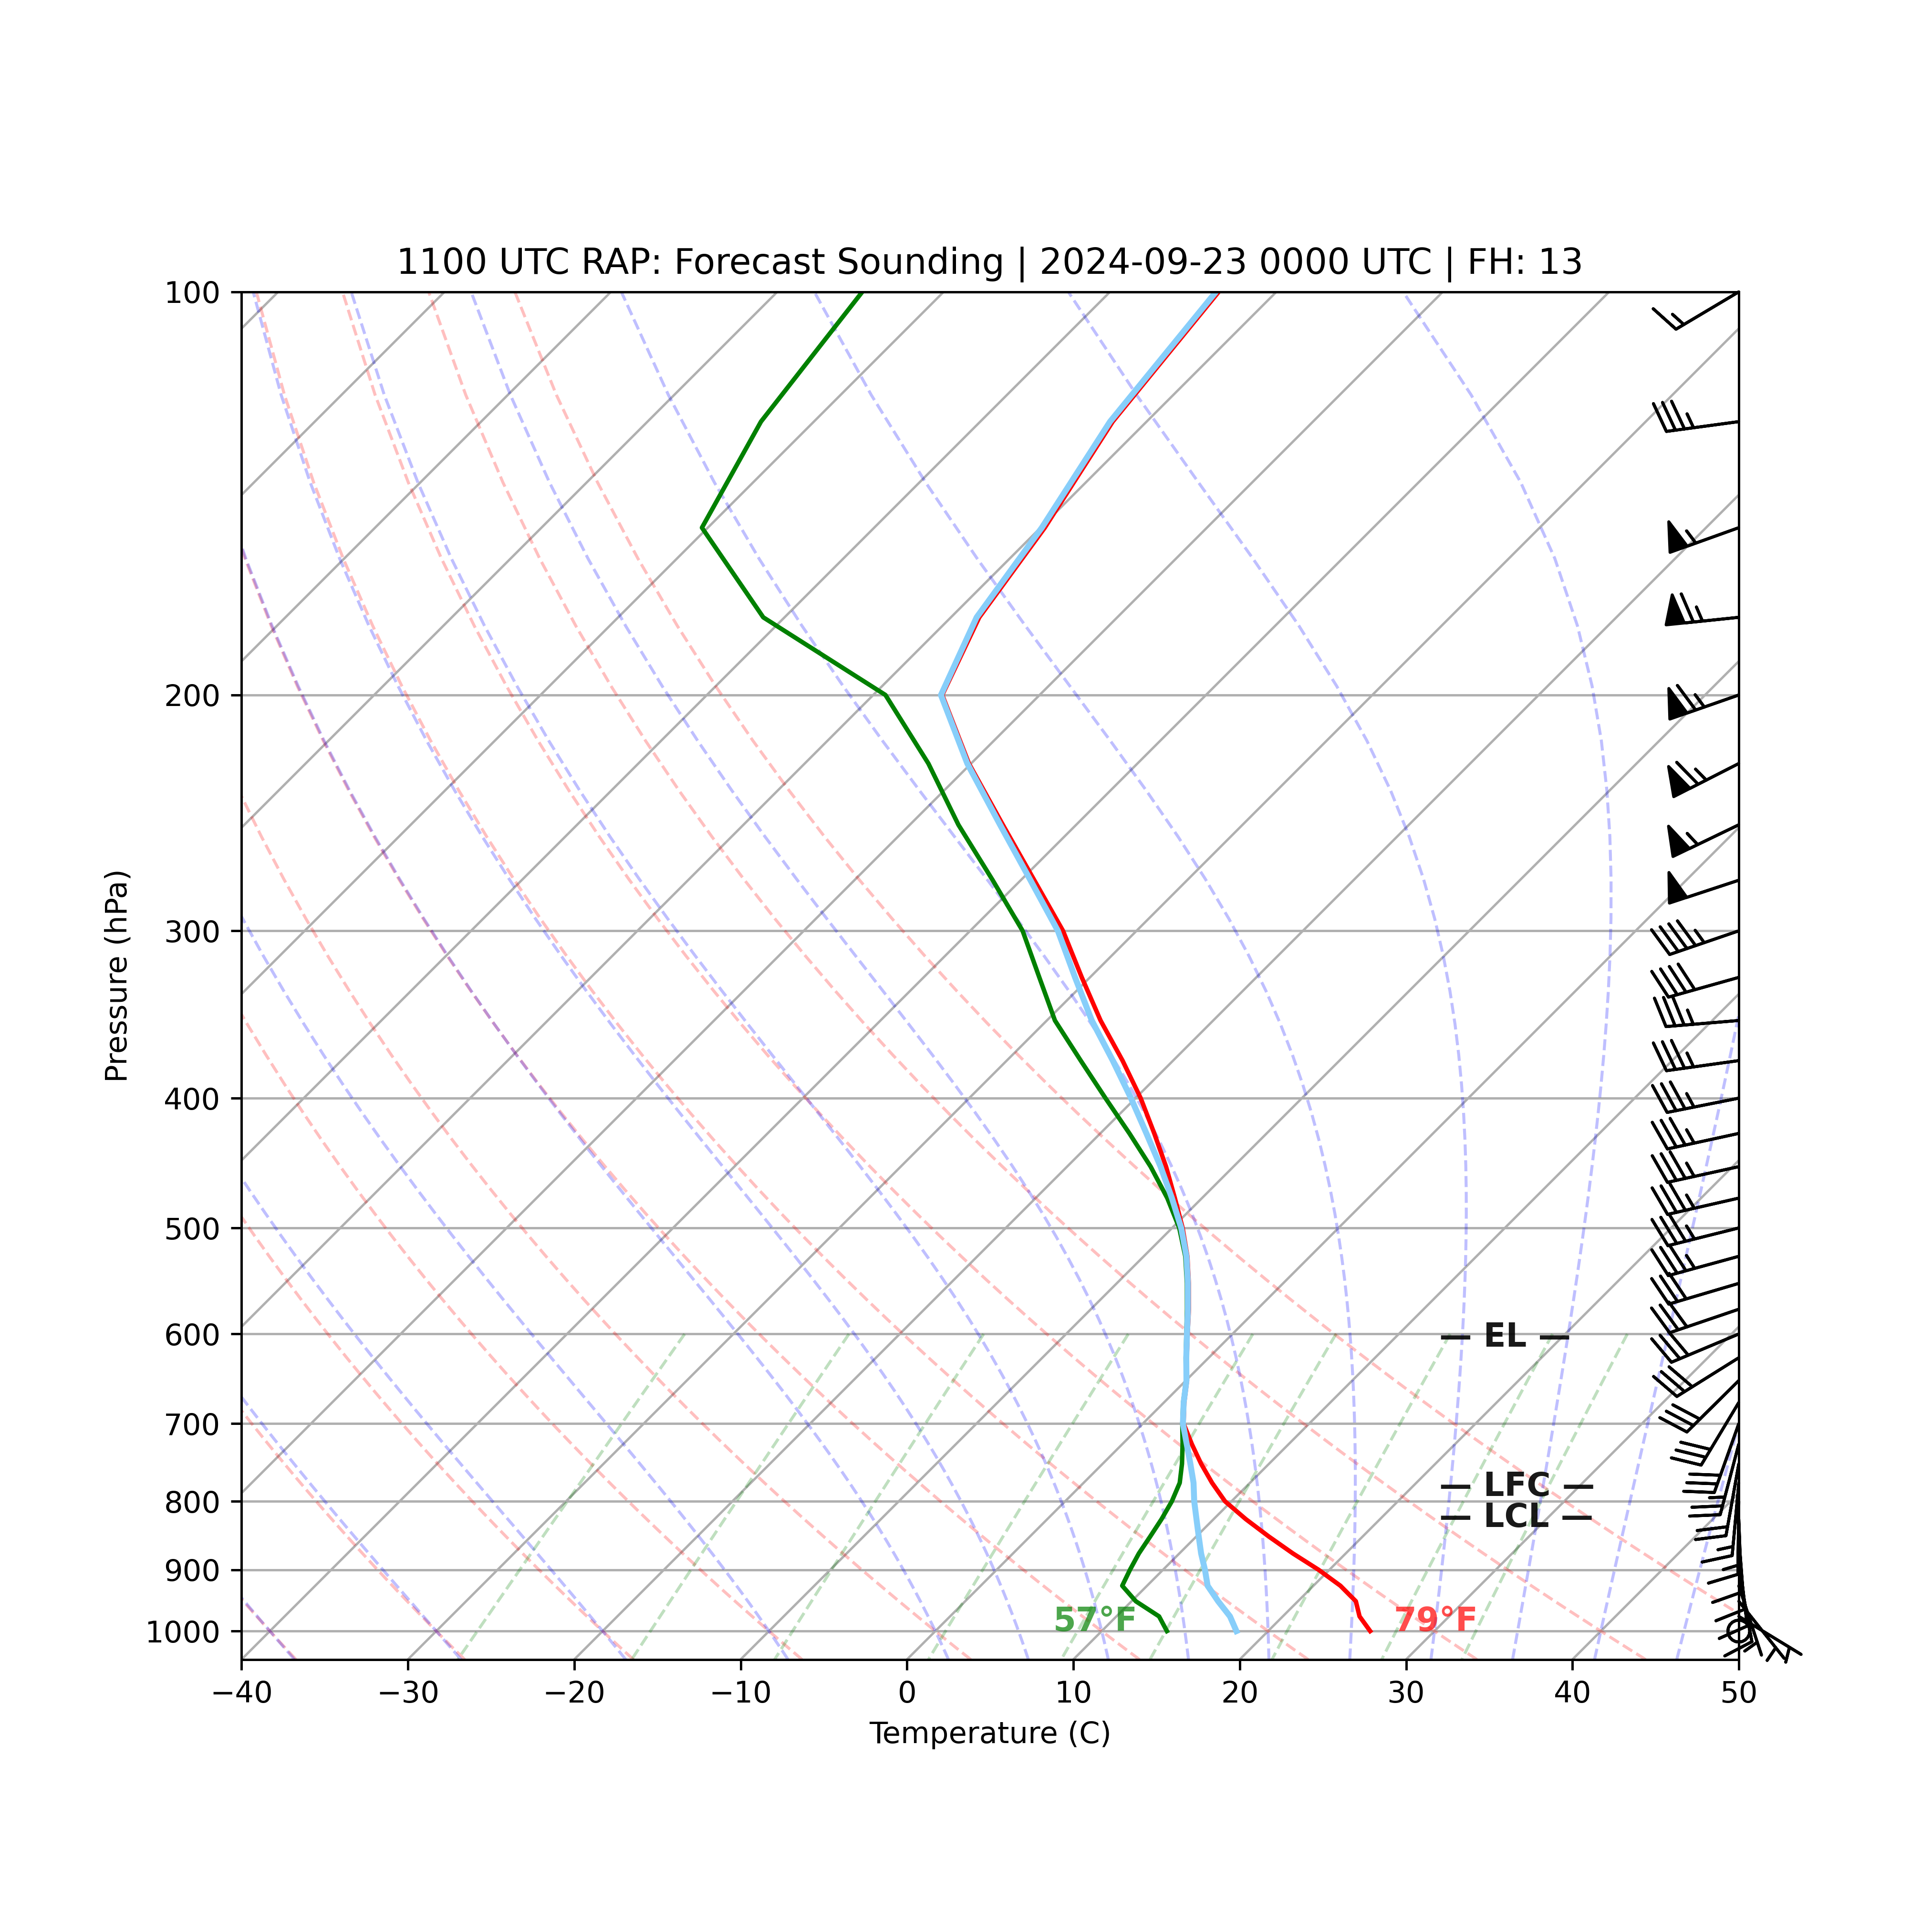 1100 UTC RAP: Forecast Sounding | 2024-09-23 0000 UTC | FH: 13
100
200
300
400
500
600
700
800
900
1000
Pressure (hPa)
— EL —
— LFC —
— LCL —
57°F
79°F
−40 −30 −20 −10 0 10 20 30 40 50
Temperature (C)